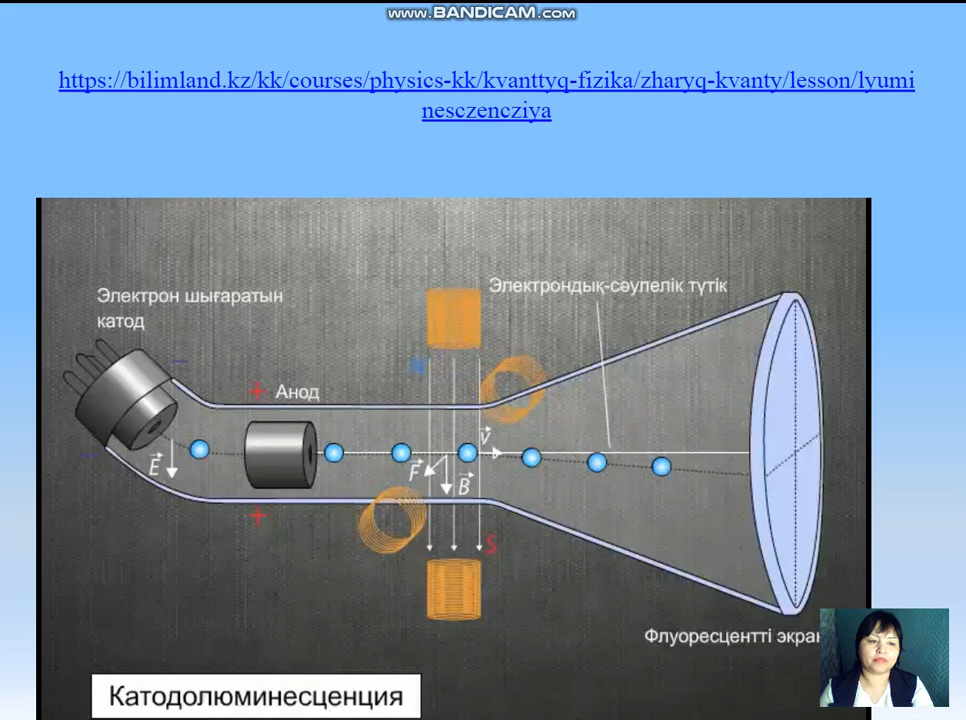 www.BANDICAM.com
https://bilimland.kz/kk/courses/physics-kk/kvanttyq-fizika/zharyq-kvanty/lesson/lyumi
nesczencziya
Электрон шығаратын
катод
Электрондық-сәулелік түтік
N
− 
+ Анод
v
E
F
B
−
+
S
Флуоресцентті экран
Катодолюминесценция